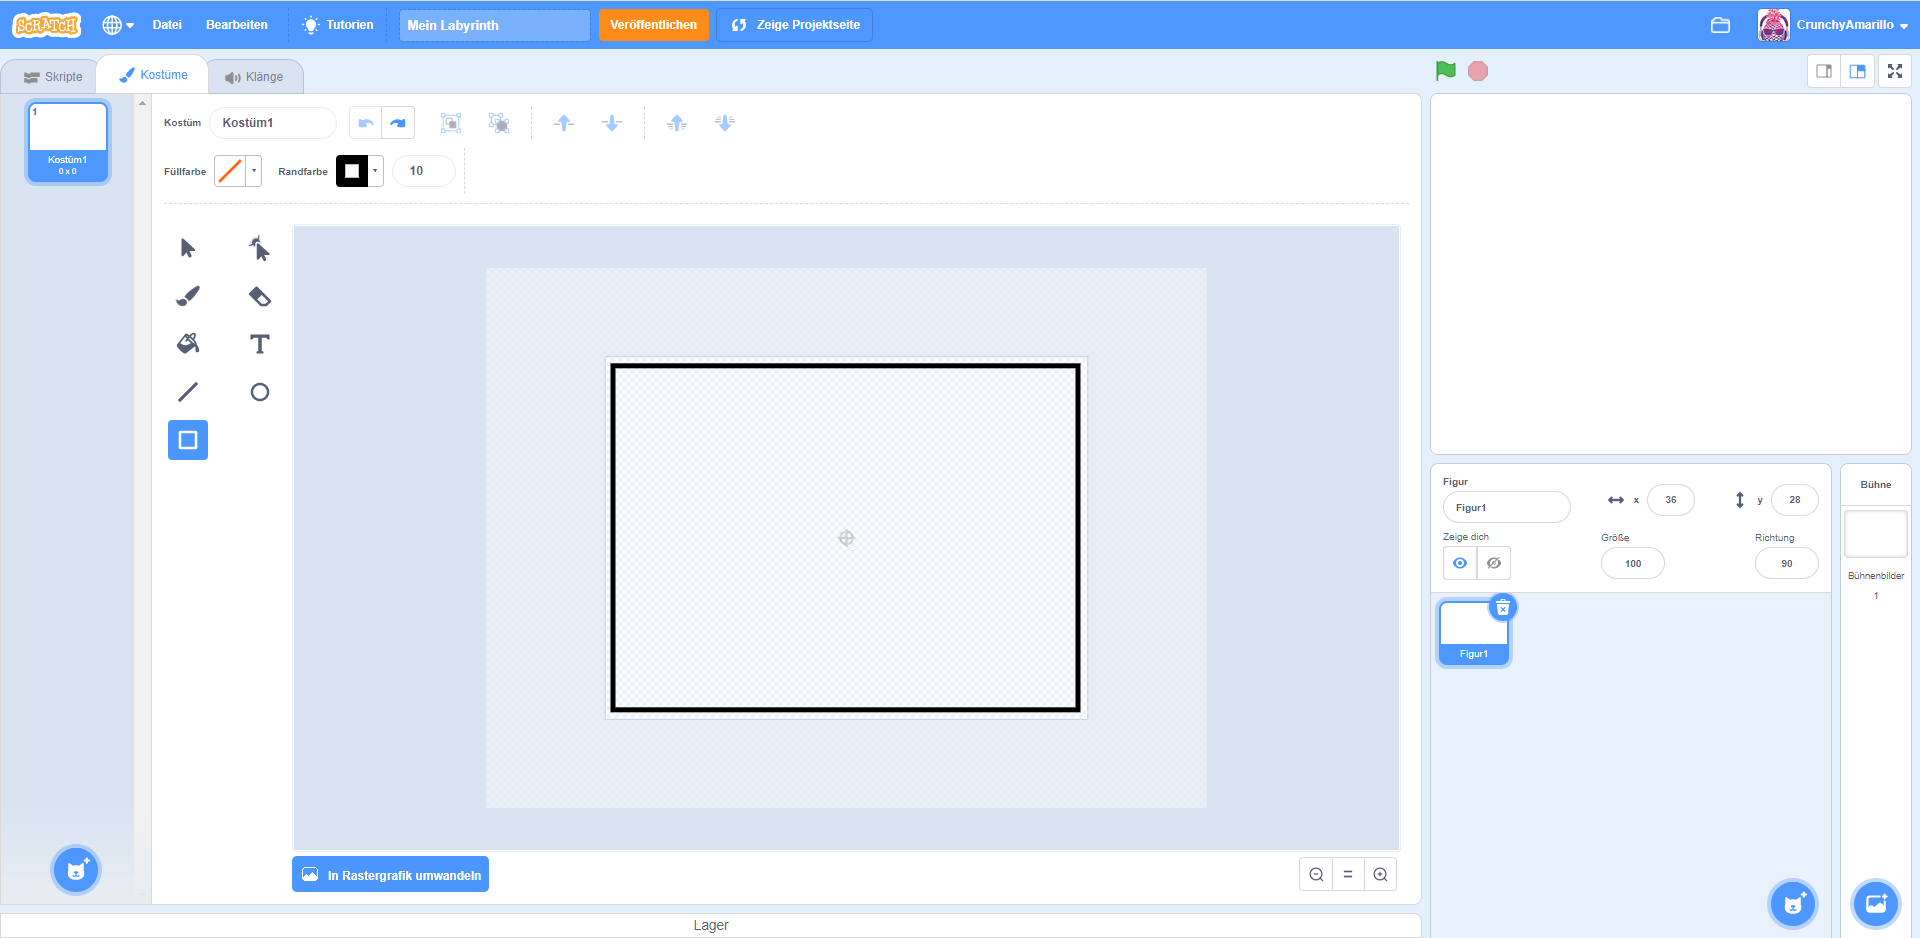 SCRATCH
Datei
Bearbeiten
Tutorien
Mein Labyrinth
Veröffentlichen
Zeige Projektseite
CrunchyAmarillo
Skripte
Kostüme
Klänge
1
Kostüm1
0 x 0
Kostüm
Kostüm1
Füllfarbe
Randfarbe
10
T
In Rastergrafik umwandeln
=
Lager
Figur
Figur1
x
36
y
28
Zeige dich
Größe
100
Richtung
90
Figur1
Bühne
Bühnenbilder
1